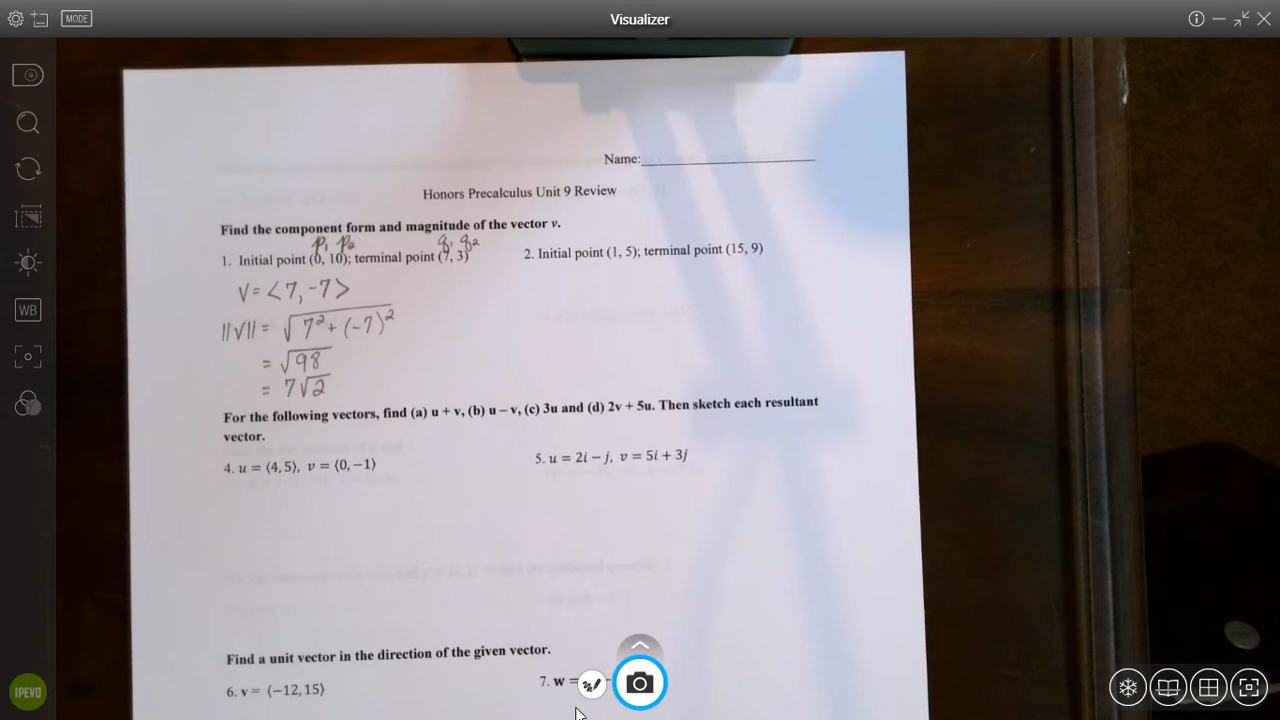 MODE
Visualizer
Name:
Honors Precalculus Unit 9 Review
Find the component form and magnitude of the vector v.
p₁ p₂ q₁ q₂
1. Initial point (0, 10); terminal point (7, 3)
2. Initial point (1, 5); terminal point (15, 9)
V = <7, -7>
||V|| = √7² + (-7)²
= √98
= 7√2
For the following vectors, find (a) u + v, (b) u – v, (c) 3u and (d) 2v + 5u. Then sketch each resultant
vector.
4. u = ⟨4, 5⟩, v = ⟨0, −1⟩
5. u = 2i − j, v = 5i + 3j
Find a unit vector in the direction of the given vector.
6. v = ⟨−12, 15⟩
7. w =
WB
IPEVO